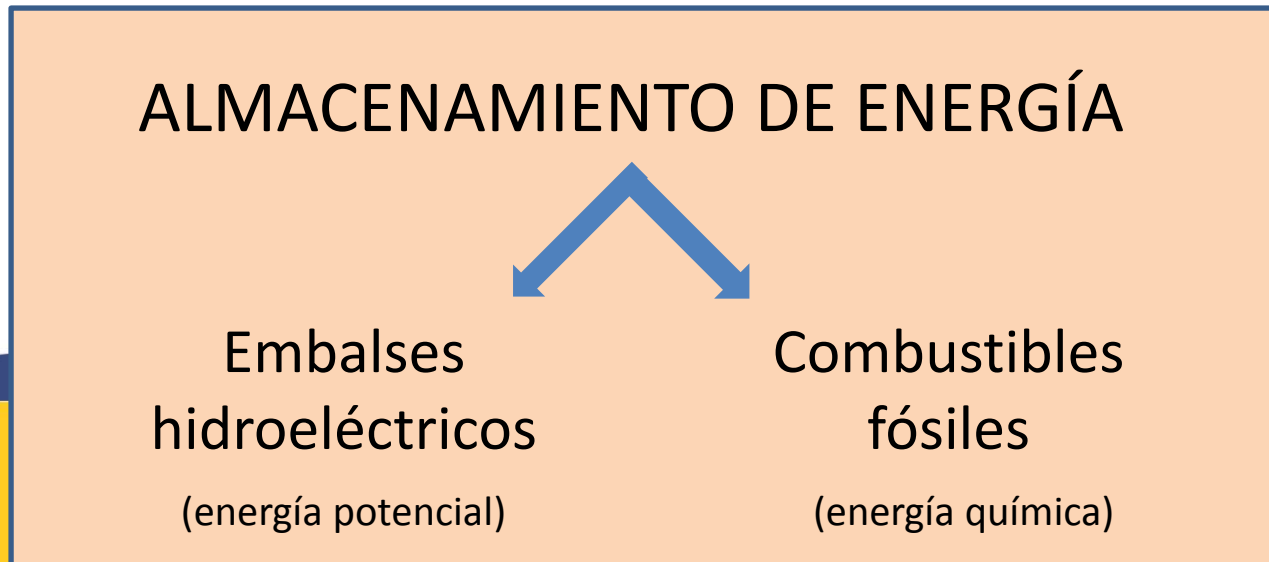 ALMACENAMIENTO DE ENERGÍA
Embalses
hidroeléctricos
(energía potencial)
Combustibles
fósiles
(energía química)